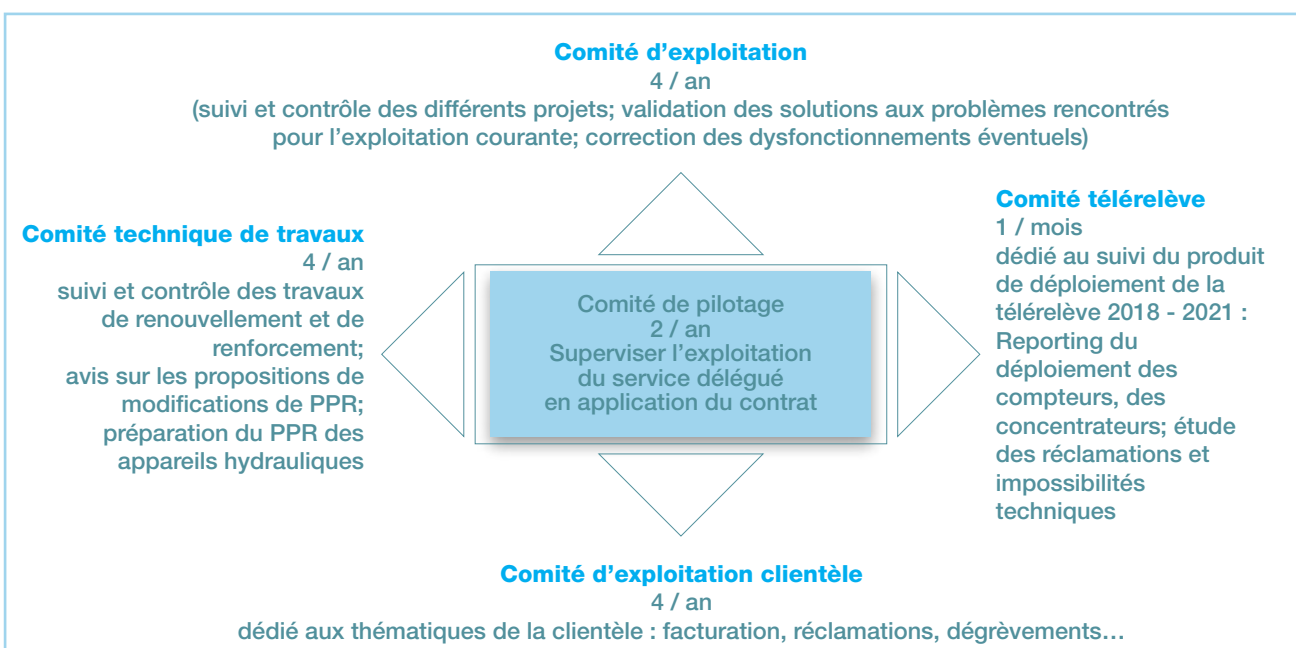 Comité d'exploitation
4 / an
(suivi et contrôle des différents projets; validation des solutions aux problèmes rencontrés
pour l'exploitation courante; correction des dysfonctionnements éventuels)
Comité technique de travaux
4 / an
suivi et contrôle des travaux
de renouvellement et de
renforcement;
avis sur les propositions de
modifications de PPR;
préparation du PPR des
appareils hydrauliques
Comité de pilotage
2 / an
Superviser l'exploitation
du service délégué
en application du contrat
Comité télérelève
1 / mois
dédié au suivi du produit
de déploiement de la
télérelève 2018 - 2021 :
Reporting du
déploiement des
compteurs, des
concentrateurs; étude
des réclamations et
impossibilités
techniques
Comité d'exploitation clientèle
4 / an
dédié aux thématiques de la clientèle : facturation, réclamations, dégrèvements…